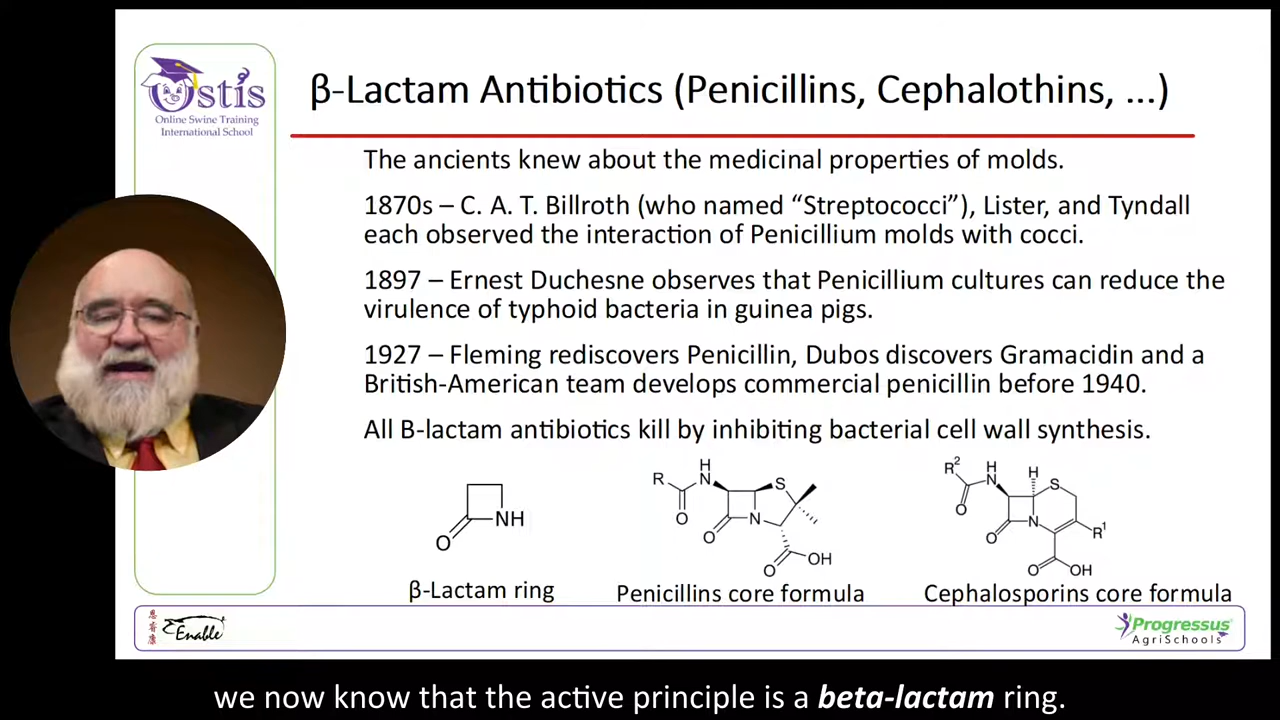 Ostis
Online Swine Training
International School
β-Lactam Antibiotics (Penicillins, Cephalothins, ...)
The ancients knew about the medicinal properties of molds.
1870s – C. A. T. Billroth (who named “Streptococci”), Lister, and Tyndall
each observed the interaction of Penicillium molds with cocci.
1897 – Ernest Duchesne observes that Penicillium cultures can reduce the
virulence of typhoid bacteria in guinea pigs.
1927 – Fleming rediscovers Penicillin, Dubos discovers Gramacidin and a
British-American team develops commercial penicillin before 1940.
All B-lactam antibiotics kill by inhibiting bacterial cell wall synthesis.
O NH
R O H N O N S O OH
R² O H N O N H S R¹ O OH
β-Lactam ring
Penicillins core formula
Cephalosporins core formula
恩育康
Enable
Progressus
AgriSchools
we now know that the active principle is a beta-lactam ring.